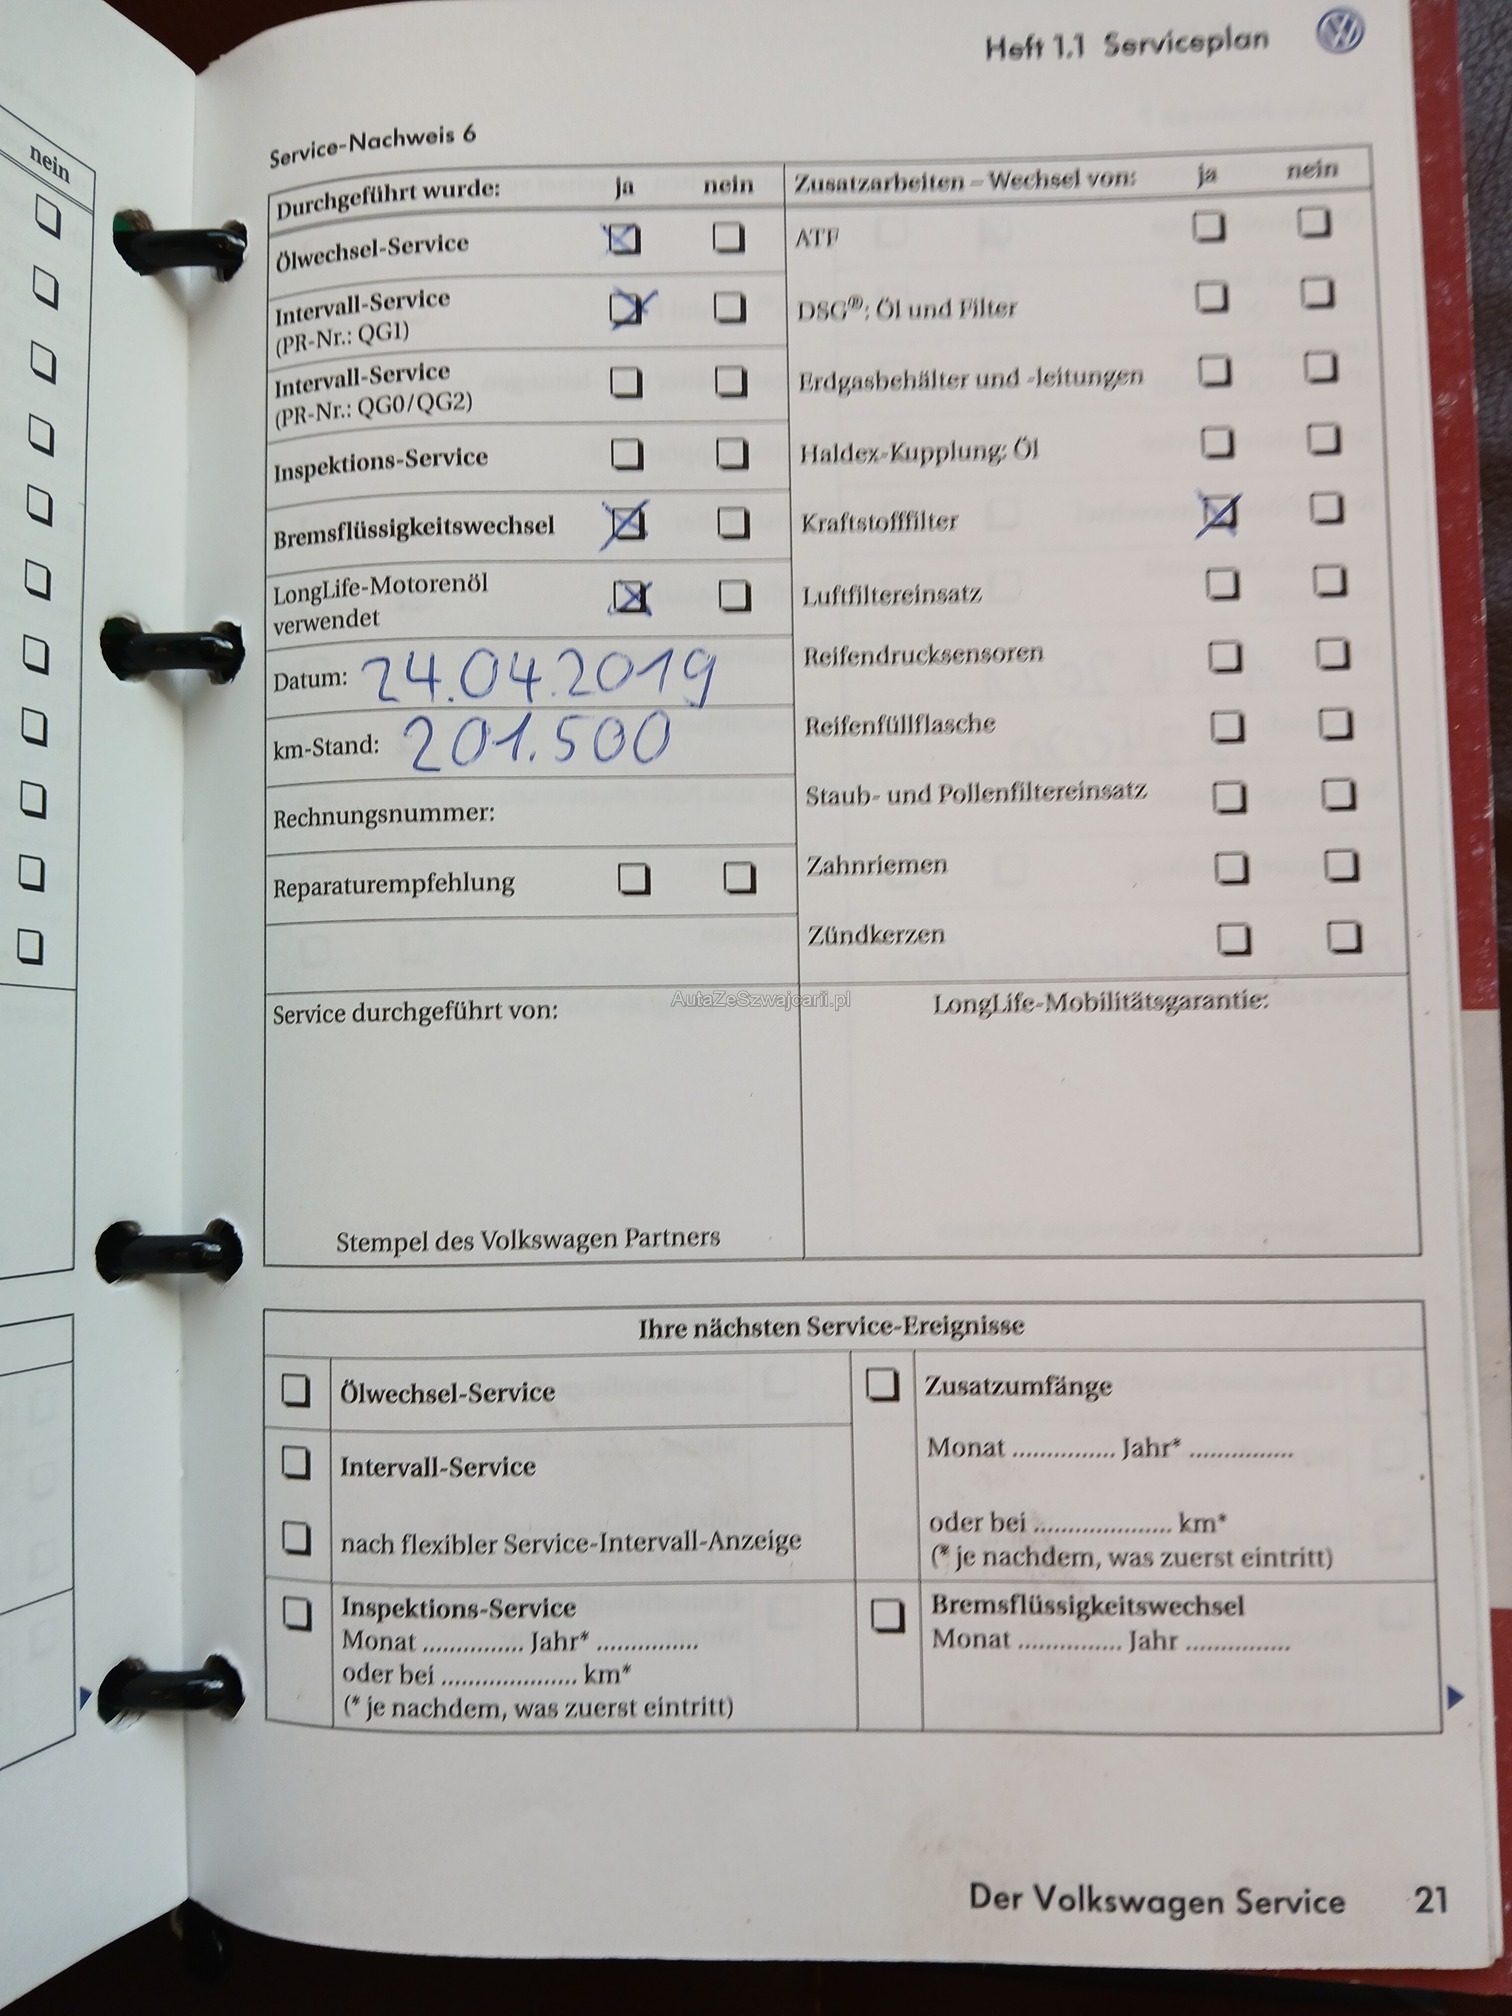 Heft 1.1 Serviceplan
nein
Service-Nachweis 6
Durchgeführt wurde: ja nein
Ölwechsel-Service
Intervall-Service
(PR-Nr.: QG1)
Intervall-Service
(PR-Nr.: QG0/QG2)
Inspektions-Service
Bremsflüssigkeitswechsel
LongLife-Motorenöl
verwendet
Datum: 24.04.2019
km-Stand: 201.500
Rechnungsnummer:
Reparaturempfehlung
Zusatzarbeiten – Wechsel von: ja nein
ATF
DSG®: Öl und Filter
Erdgasbehälter und -leitungen
Haldex-Kupplung: Öl
Kraftstofffilter
Luftfiltereinsatz
Reifendrucksensoren
Reifenfüllflasche
Staub- und Pollenfiltereinsatz
Zahnriemen
Zündkerzen
AutaZeSzwajcarii.pl
Service durchgeführt von:
Stempel des Volkswagen Partners
LongLife-Mobilitätsgarantie:
Ihre nächsten Service-Ereignisse
Ölwechsel-Service
Intervall-Service
nach flexibler Service-Intervall-Anzeige
Inspektions-Service
Monat ............... Jahr* ...............
oder bei .................... km*
(* je nachdem, was zuerst eintritt)
Zusatzumfänge
Monat ............... Jahr* ...............
oder bei .................... km*
(* je nachdem, was zuerst eintritt)
Bremsflüssigkeitswechsel
Monat ............... Jahr ...............
Der Volkswagen Service 21